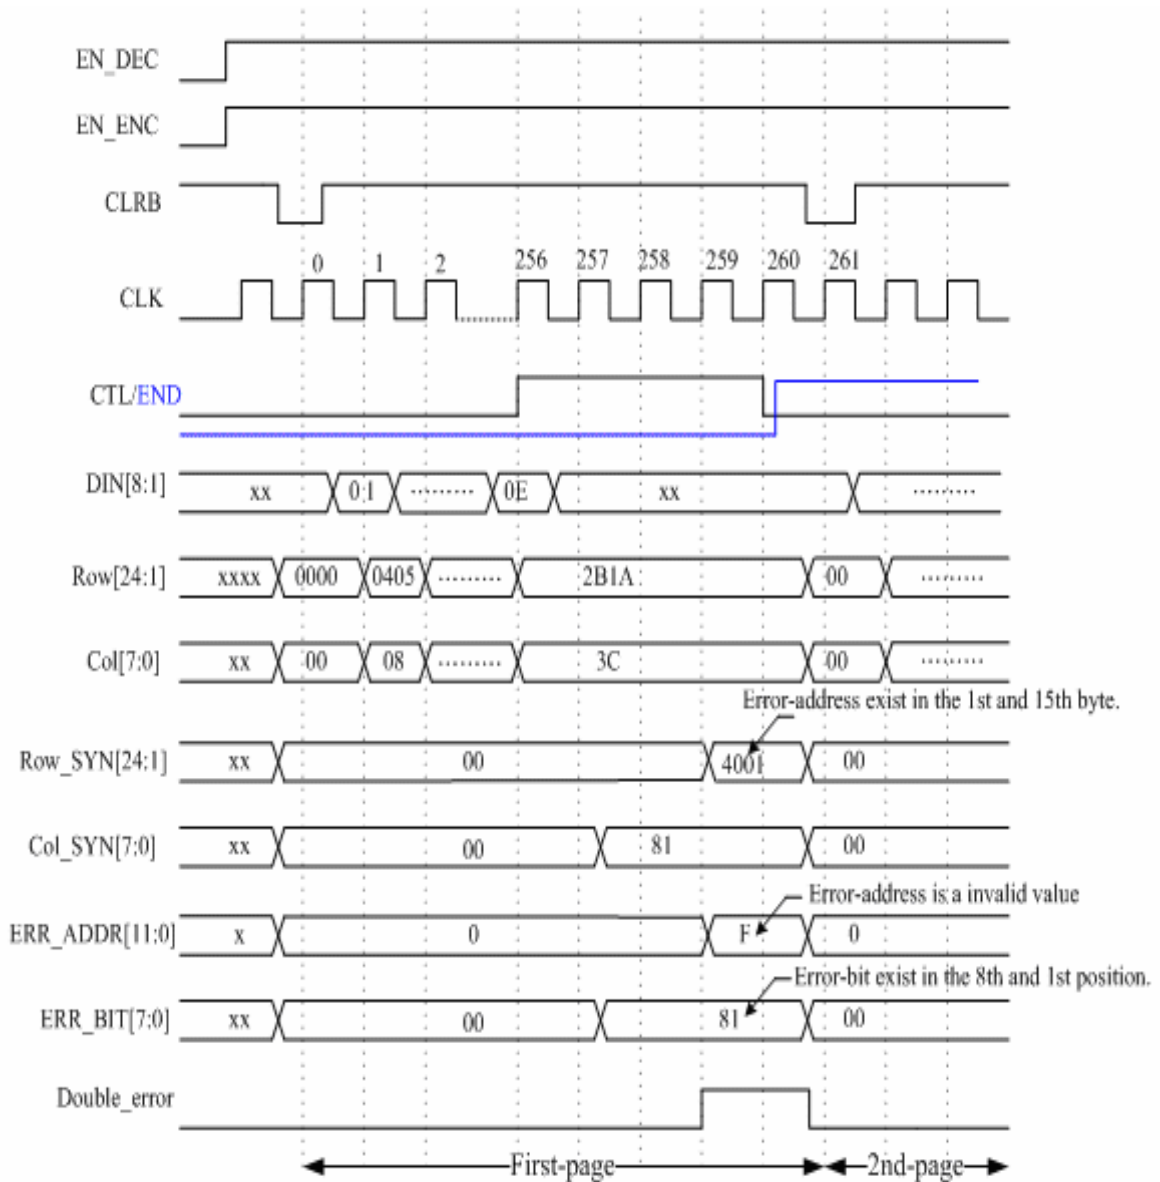 EN_DEC
EN_ENC
CLRB
0 1 2 256 257 258 259 260 261
CLK
CTL/END
DIN[8:1] xx 01 ......... 0E xx ........
Row[24:1] xxxx 0000 0405 ......... 2B1A 00 ........
Col[7:0] xx 00 08 ......... 3C 00 ........
Error-address exist in the 1st and 15th byte.
Row_SYN[24:1] xx 00 4001 00
Col_SYN[7:0] xx 00 81 00
Error-address is a invalid value
ERR_ADDR[11:0] x 0 F 0
Error-bit exist in the 8th and 1st position.
ERR_BIT[7:0] xx 00 81 00
Double_error
First-page 2nd-page